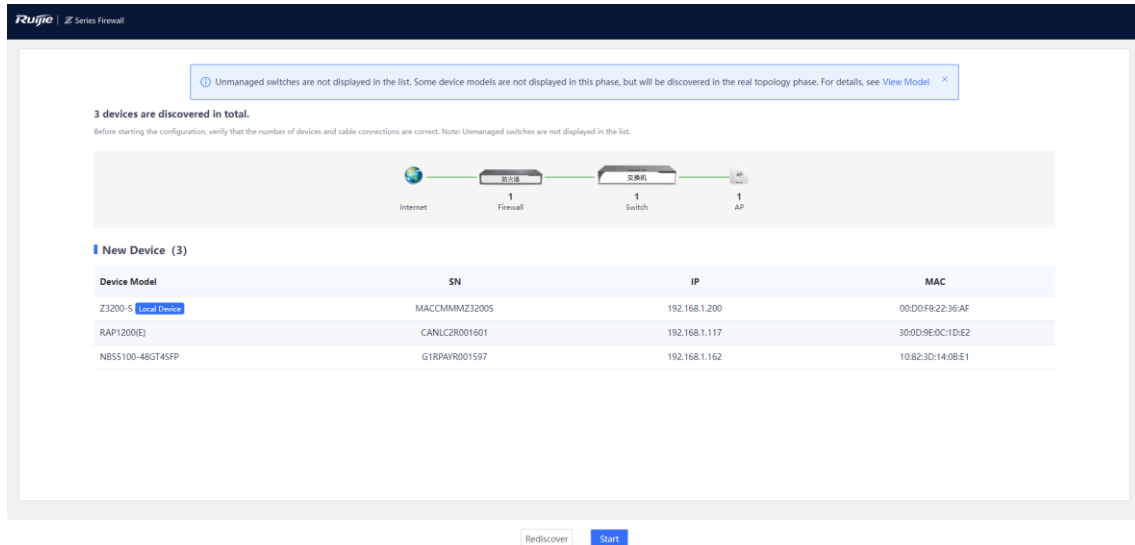 Ruijie | Z Series Firewall
Unmanaged switches are not displayed in the list. Some device models are not displayed in this phase, but will be discovered in the real topology phase. For details, see View Model ×
3 devices are discovered in total.
Before starting the configuration, verify that the number of devices and cable connections are correct. Note: Unmanaged switches are not displayed in the list.
防火墙 交换机 AP
1 1 1
Internet Firewall Switch AP
New Device (3)
Device Model SN IP MAC
Z3200-S Local Device MACCMMMZ3200S 192.168.1.200 00:D0:F8:22:36:AF
RAP1200(E) CANLC2R001601 192.168.1.117 30:0D:9E:0C:1D:E2
NBS5100-48GT4SFP G1RPAYR001597 192.168.1.162 10:82:3D:14:0B:E1
Rediscover Start